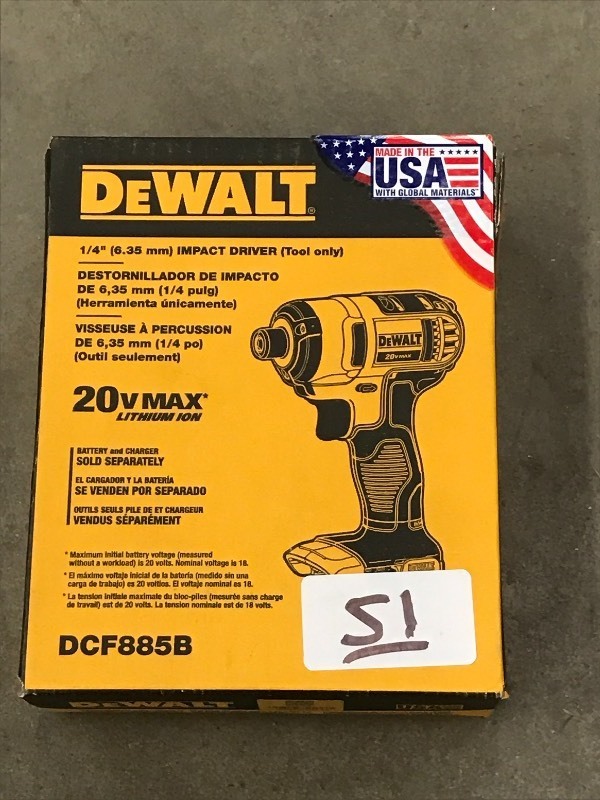 MADE IN THE
USA
WITH GLOBAL MATERIALS™
DEWALT®
1/4" (6.35 mm) IMPACT DRIVER (Tool only)
DESTORNILLADOR DE IMPACTO
DE 6,35 mm (1/4 pulg)
(Herramienta únicamente)
VISSEUSE À PERCUSSION
DE 6,35 mm (1/4 po)
(Outil seulement)
DEWALT
20V MAX
20V MAX*
LITHIUM ION
BATTERY and CHARGER
SOLD SEPARATELY
EL CARGADOR Y LA BATERÍA
SE VENDEN POR SEPARADO
OUTILS SEULS PILE DE ET CHARGEUR
VENDUS SÉPARÉMENT
* Maximum initial battery voltage (measured
without a workload) is 20 volts. Nominal voltage is 18.
* El máximo voltaje inicial de la batería (medido sin una
carga de trabajo) es 20 voltios. El voltaje nominal es 18.
* La tension initiale maximale du bloc-piles (mesurée sans charge
de travail) est de 20 volts. La tension nominale est de 18 volts.
DCF885B
51